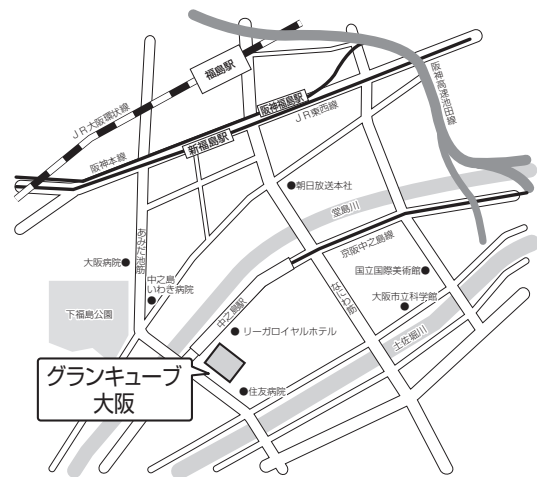 福島駅
JR大阪環状線
阪神福島駅
JR東西線
新福島駅
阪神本線
阪神高速池田線
朝日放送本社
堂島川
あみだ池筋
京阪中之島線
大阪病院
国立国際美術館
中之島
いわき病院
なにわ筋
大阪市立科学館
中之島駅
下福島公園
リーガロイヤルホテル
土佐堀川
グランキューブ
大阪
住友病院